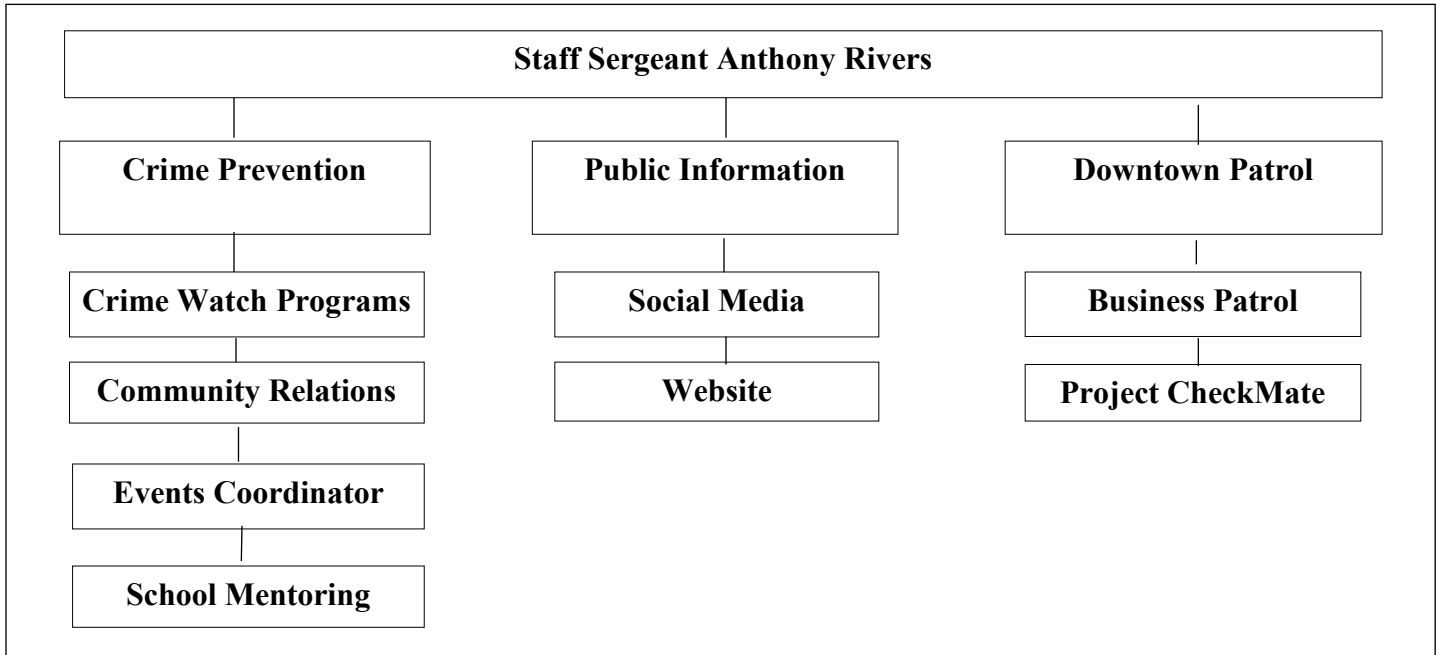 Staff Sergeant Anthony Rivers
Crime Prevention
Public Information
Downtown Patrol
Crime Watch Programs
Social Media
Business Patrol
Community Relations
Website
Project CheckMate
Events Coordinator
School Mentoring